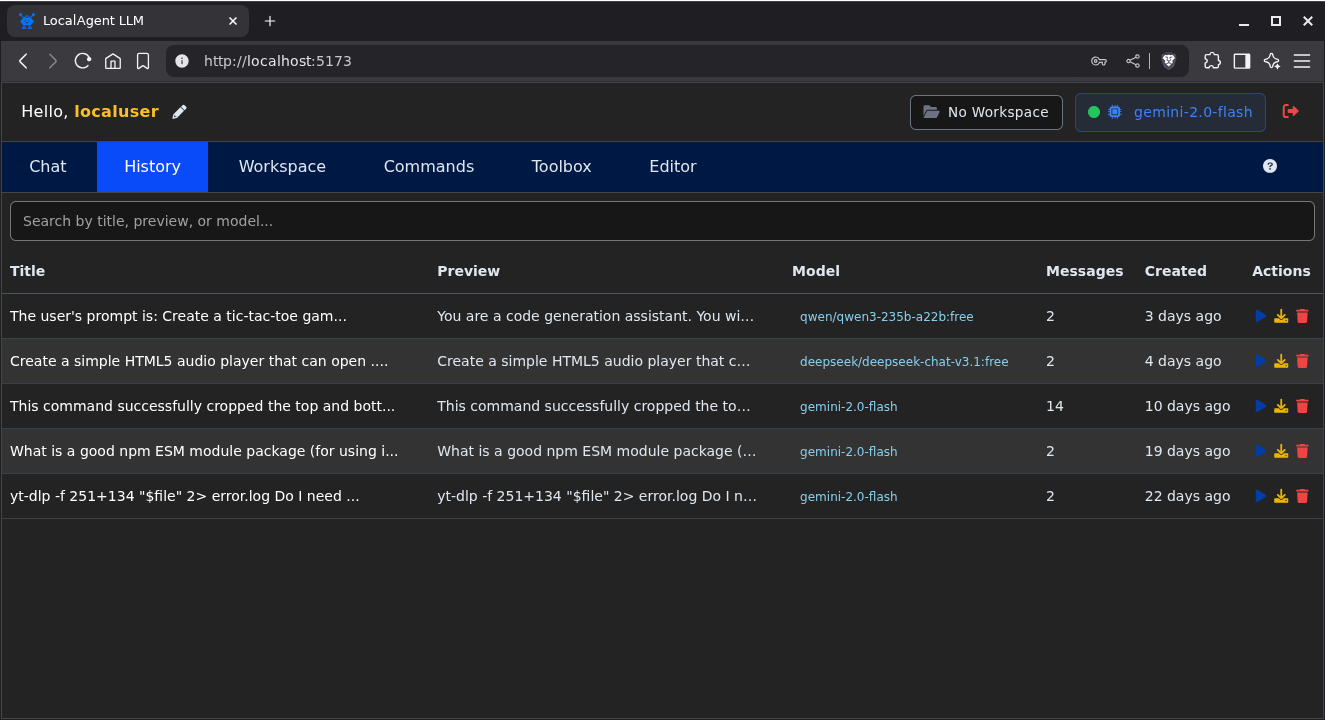 LocalAgent LLM
http://localhost:5173
Hello, localuser No Workspace gemini-2.0-flash
Chat History Workspace Commands Toolbox Editor ?
Search by title, preview, or model...
Title Preview Model Messages Created Actions
The user's prompt is: Create a tic-tac-toe gam... You are a code generation assistant. You wi... qwen/qwen3-235b-a22b:free 2 3 days ago
Create a simple HTML5 audio player that can open .... Create a simple HTML5 audio player that c... deepseek/deepseek-chat-v3.1:free 2 4 days ago
This command successfully cropped the top and bott... This command successfully cropped the to... gemini-2.0-flash 14 10 days ago
What is a good npm ESM module package (for using i... What is a good npm ESM module package (... gemini-2.0-flash 2 19 days ago
yt-dlp -f 251+134 "$file" 2> error.log Do I need ... yt-dlp -f 251+134 "$file" 2> error.log Do I n... gemini-2.0-flash 2 22 days ago